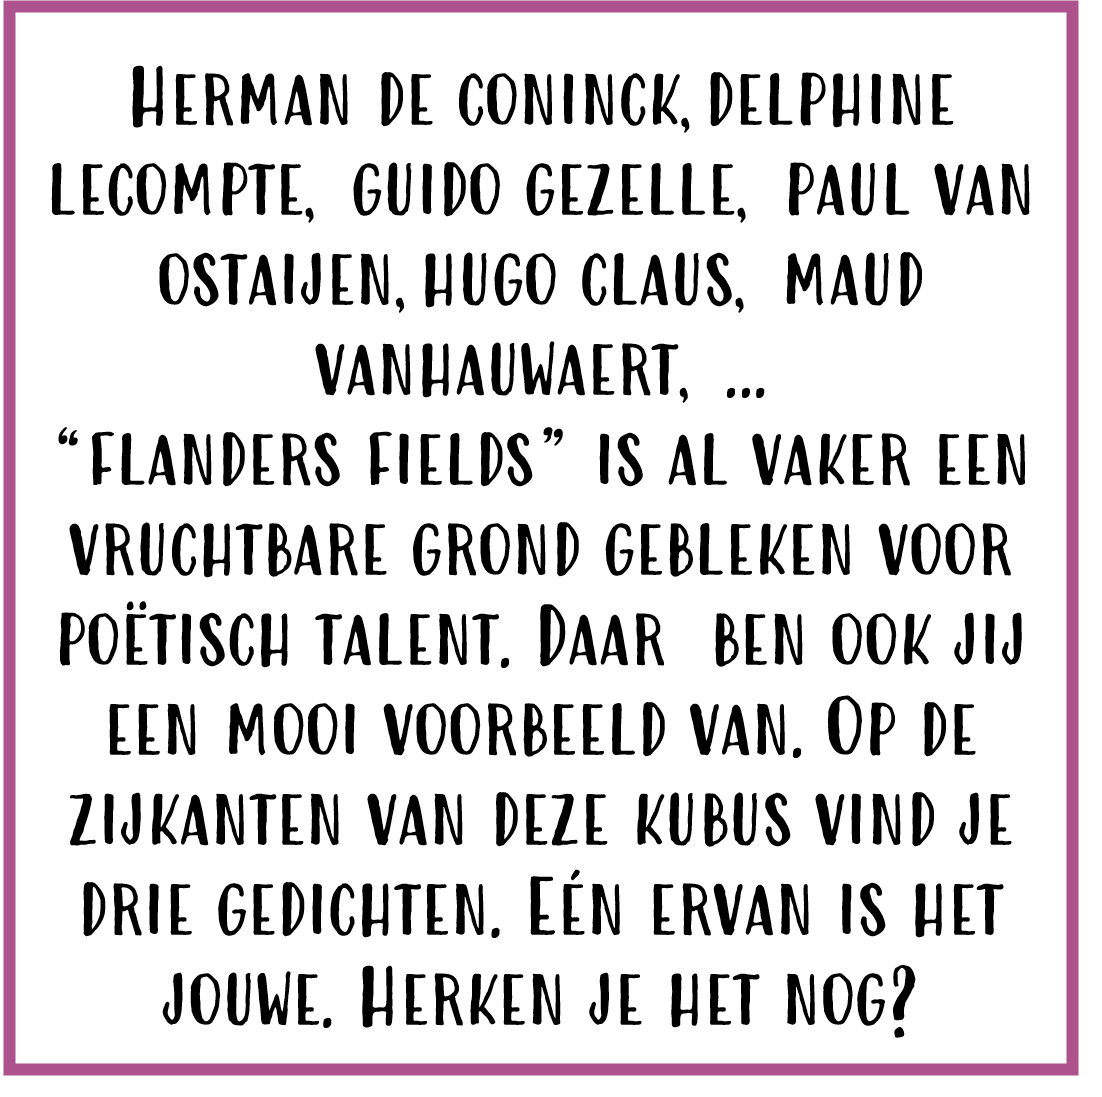 Herman de coninck, delphine
lecompte, guido gezelle, paul van
ostaijen, hugo claus, maud
vanhauwaert, ...
“flanders fields” is al vaker een
vruchtbare grond gebleken voor
poëtisch talent. Daar ben ook jij
een mooi voorbeeld van. Op de
zijkanten van deze kubus vind je
drie gedichten. Eén ervan is het
jouwe. Herken je het nog?